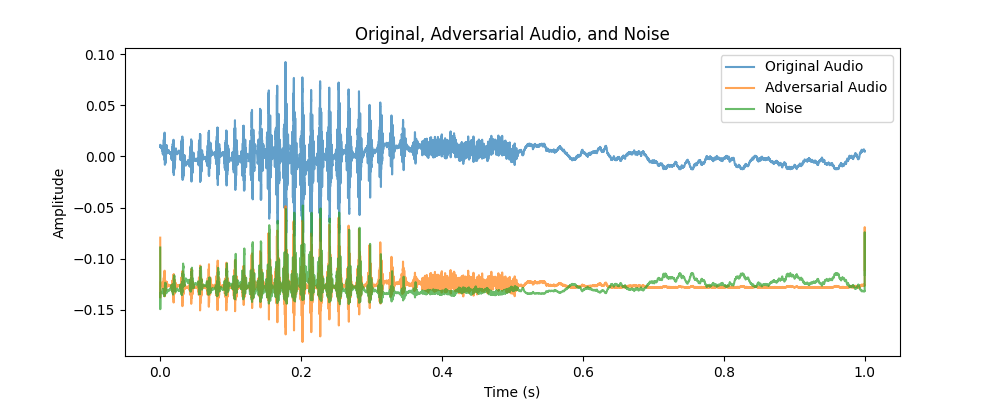 Original, Adversarial Audio, and Noise
Original Audio
Adversarial Audio
Noise
Amplitude
0.10
0.05
0.00
−0.05
−0.10
−0.15
0.0 0.2 0.4 0.6 0.8 1.0
Time (s)